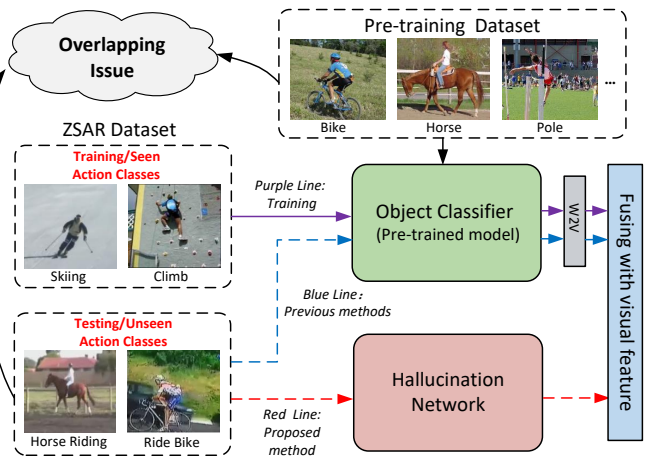 Overlapping
Issue
Pre-training Dataset
Bike
Horse
Pole
...
ZSAR Dataset
Training/Seen
Action Classes
Skiing
Climb
Purple Line:
Training
Object Classifier
(Pre-trained model)
W2V
Fusing with visual feature
Blue Line:
Previous methods
Testing/Unseen
Action Classes
Horse Riding
Ride Bike
Red Line:
Proposed
method
Hallucination
Network